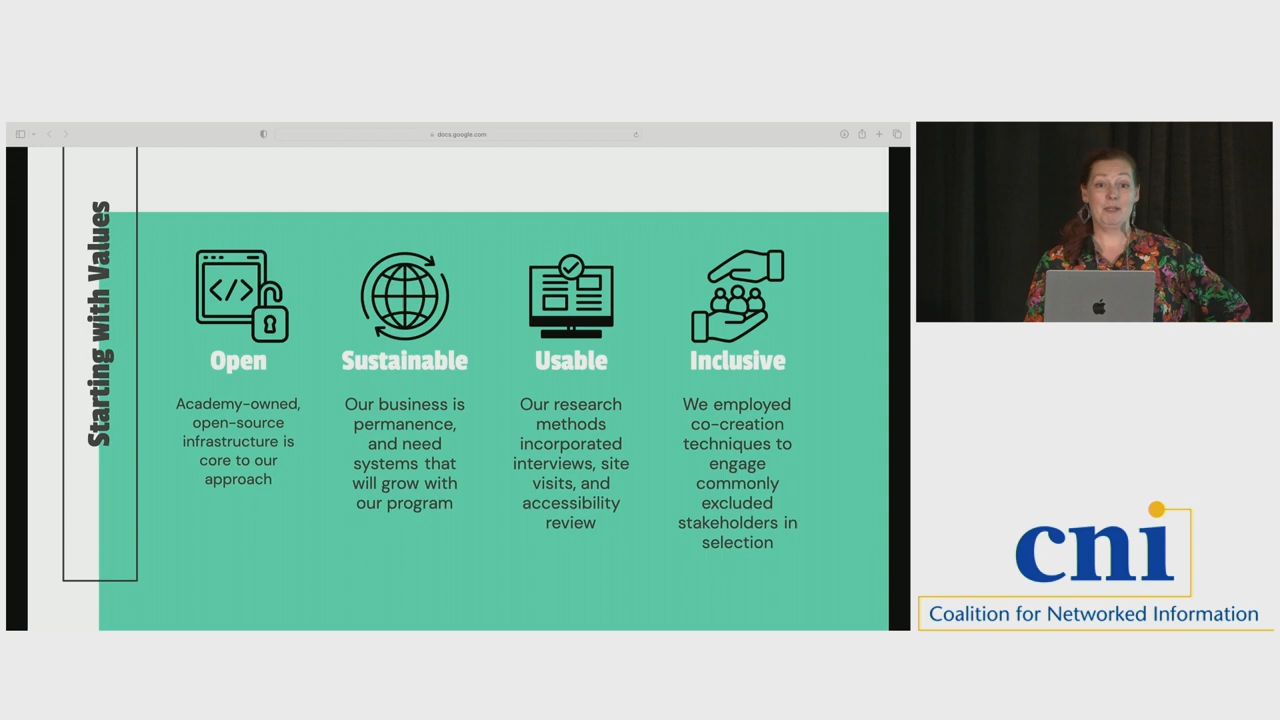 docs.google.com
Starting with Values
Open
Academy-owned,
open-source
infrastructure is
core to our
approach
Sustainable
Our business is
permanence,
and need
systems that
will grow with
our program
Usable
Our research
methods
incorporated
interviews, site
visits, and
accessibility
review
Inclusive
We employed
co-creation
techniques to
engage
commonly
excluded
stakeholders in
selection
cni
Coalition for Networked Information